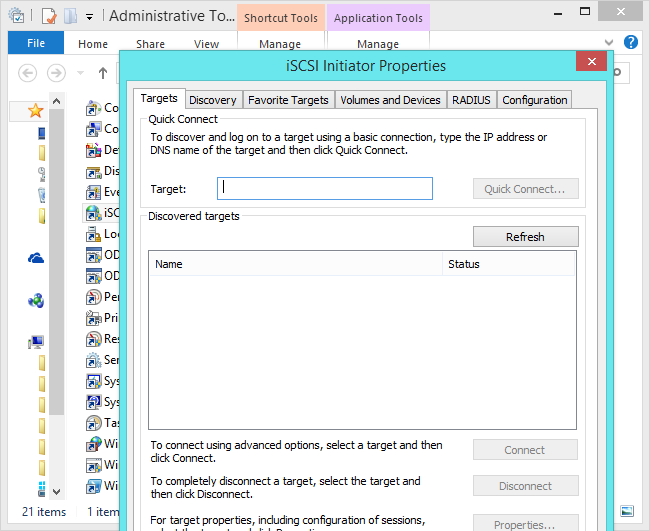 Administrative To...
Shortcut Tools
Application Tools
File
Home
Share
View
Manage
Manage
iSCSI Initiator Properties
Targets
Discovery
Favorite Targets
Volumes and Devices
RADIUS
Configuration
Quick Connect
To discover and log on to a target using a basic connection, type the IP address or
DNS name of the target and then click Quick Connect.
Target:
Quick Connect...
Discovered targets
Refresh
Name
Status
To connect using advanced options, select a target and then
click Connect.
Connect
To completely disconnect a target, select the target and
then click Disconnect.
Disconnect
For target properties, including configuration of sessions,
Properties...
Co
Co
De
Dis
Eve
iSC
Loc
OD
OD
Per
Pri
Res
Ser
Sys
Sys
Tas
Wi
Wi
Wi
21 items
1 item